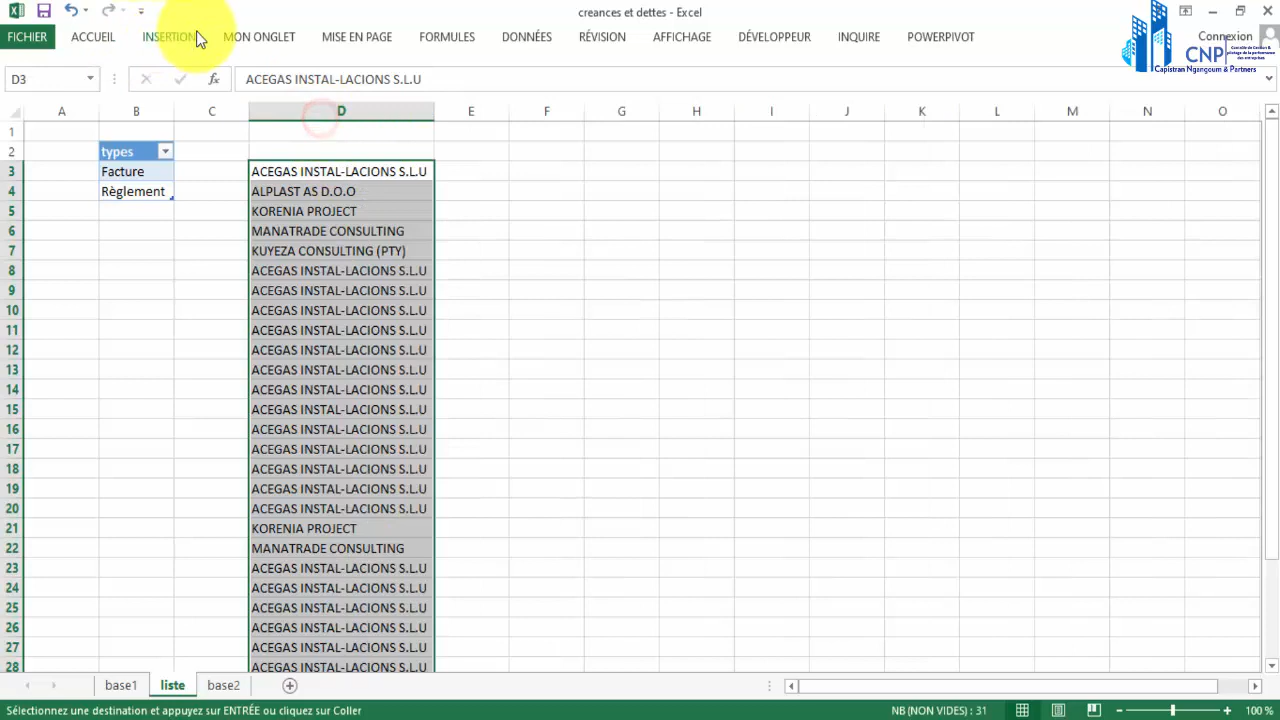 creances et dettes - Excel
FICHIER ACCUEIL INSERTION MON ONGLET MISE EN PAGE FORMULES DONNÉES RÉVISION AFFICHAGE DÉVELOPPEUR INQUIRE POWERPIVOT Connexion
CNP
Capistran Ngangoum & Partners
D3 fx ACEGAS INSTAL-LACIONS S.L.U
A B C D E F G H I J K L M N O
1
2 types
3 Facture ACEGAS INSTAL-LACIONS S.L.U
4 Règlement ALPLAST AS D.O.O
5 KORENIA PROJECT
6 MANATRADE CONSULTING
7 KUYEZA CONSULTING (PTY)
8 ACEGAS INSTAL-LACIONS S.L.U
9 ACEGAS INSTAL-LACIONS S.L.U
10 ACEGAS INSTAL-LACIONS S.L.U
11 ACEGAS INSTAL-LACIONS S.L.U
12 ACEGAS INSTAL-LACIONS S.L.U
13 ACEGAS INSTAL-LACIONS S.L.U
14 ACEGAS INSTAL-LACIONS S.L.U
15 ACEGAS INSTAL-LACIONS S.L.U
16 ACEGAS INSTAL-LACIONS S.L.U
17 ACEGAS INSTAL-LACIONS S.L.U
18 ACEGAS INSTAL-LACIONS S.L.U
19 ACEGAS INSTAL-LACIONS S.L.U
20 ACEGAS INSTAL-LACIONS S.L.U
21 KORENIA PROJECT
22 MANATRADE CONSULTING
23 ACEGAS INSTAL-LACIONS S.L.U
24 ACEGAS INSTAL-LACIONS S.L.U
25 ACEGAS INSTAL-LACIONS S.L.U
26 ACEGAS INSTAL-LACIONS S.L.U
27 ACEGAS INSTAL-LACIONS S.L.U
28 ACEGAS INSTAL-LACIONS S.L.U
base1 liste base2
Sélectionnez une destination et appuyez sur ENTRÉE ou cliquez sur Coller NB (NON VIDES) : 31 100 %